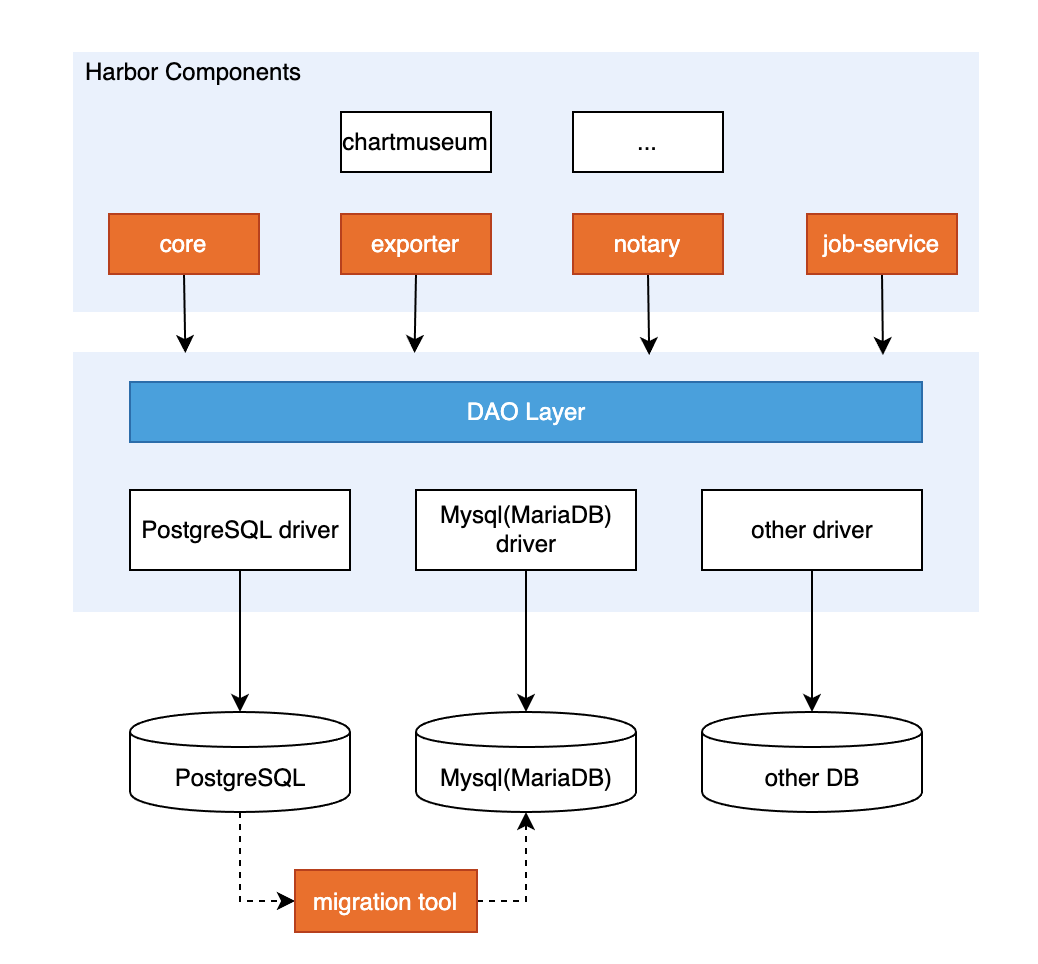 Harbor Components
chartmuseum
...
core
exporter
notary
job-service
DAO Layer
PostgreSQL driver
Mysql(MariaDB)
driver
other driver
PostgreSQL
Mysql(MariaDB)
other DB
migration tool